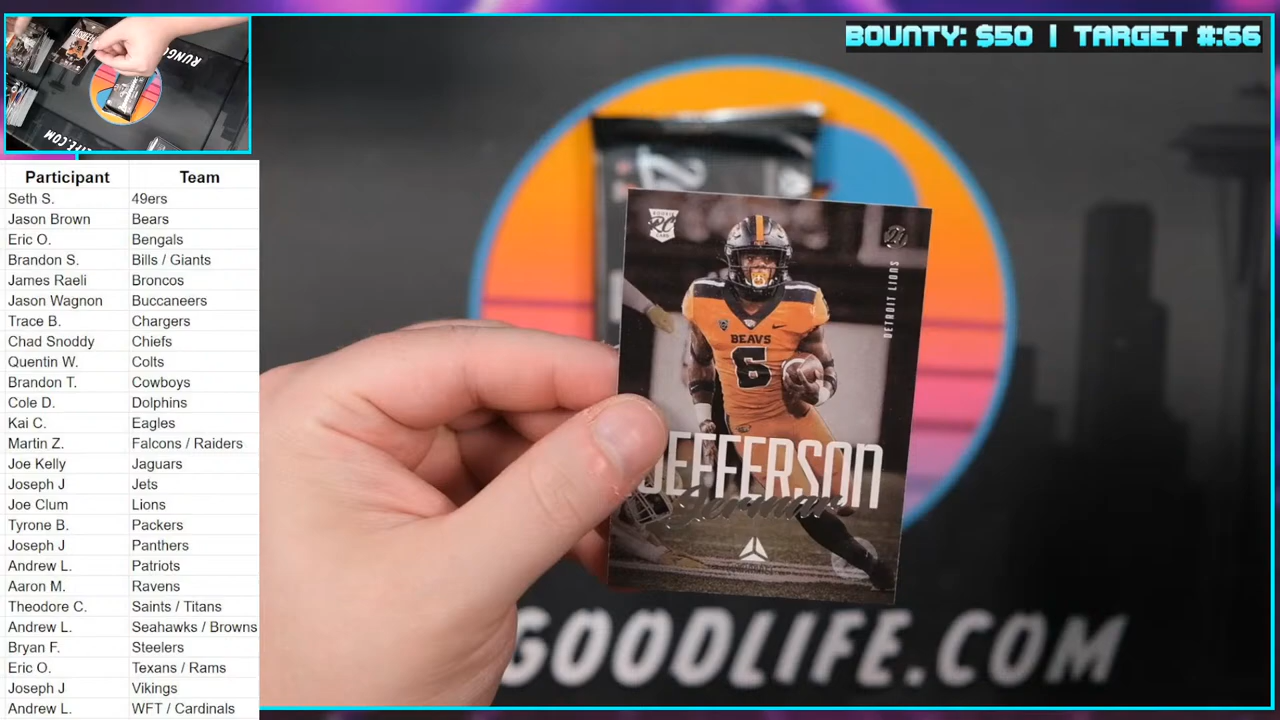 BOUNTY: $50 | TARGET #:66
RUNGO
.COM
Participant Team
Seth S. 49ers
Jason Brown Bears
Eric O. Bengals
Brandon S. Bills / Giants
James Raeli Broncos
Jason Wagnon Buccaneers
Trace B. Chargers
Chad Snoddy Chiefs
Quentin W. Colts
Brandon T. Cowboys
Cole D. Dolphins
Kai C. Eagles
Martin Z. Falcons / Raiders
Joe Kelly Jaguars
Joseph J Jets
Joe Clum Lions
Tyrone B. Packers
Joseph J Panthers
Andrew L. Patriots
Aaron M. Ravens
Theodore C. Saints / Titans
Andrew L. Seahawks / Browns
Bryan F. Steelers
Eric O. Texans / Rams
Joseph J Vikings
Andrew L. WFT / Cardinals
RC
DETROIT LIONS
BEAVS
6
JEFFERSON
Jermar
GOODLIFE.COM